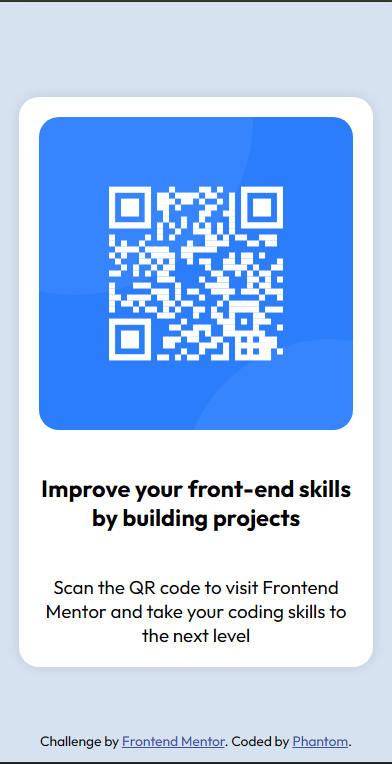 Improve your front-end skills
by building projects
Scan the QR code to visit Frontend
Mentor and take your coding skills to
the next level
Challenge by Frontend Mentor. Coded by Phantom.